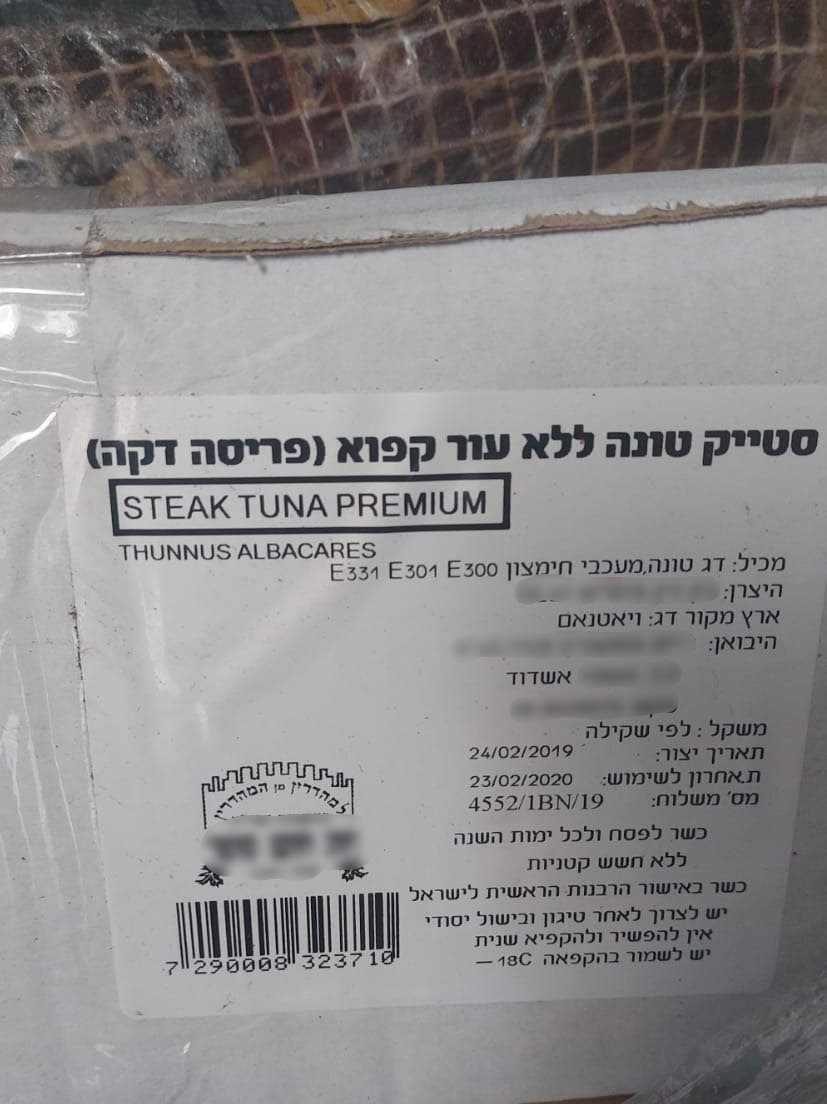 סטייק טונה ללא עור קפוא (פריסה דקה)
STEAK TUNA PREMIUM
THUNNUS ALBACARES
מכיל: דג טונה,מעכבי חימצון E331 E301 E300
היצרן:
ארץ מקור דג: ויאטנאם
היבואן:
אשדוד
משקל : לפי שקילה
תאריך יצור: 24/02/2019
ת.אחרון לשימוש: 23/02/2020
מס' משלוח: 4552/1BN/19
כשר לפסח ולכל ימות השנה
ללא חשש קטניות
כשר באישור הרבנות הראשית לישראל
יש לצרוך לאחר טיגון ובישול יסודי
אין להפשיר ולהקפיא שנית
יש לשמור בהקפאה 18C –
למהדרין מן המהדרין
7 290008 323710